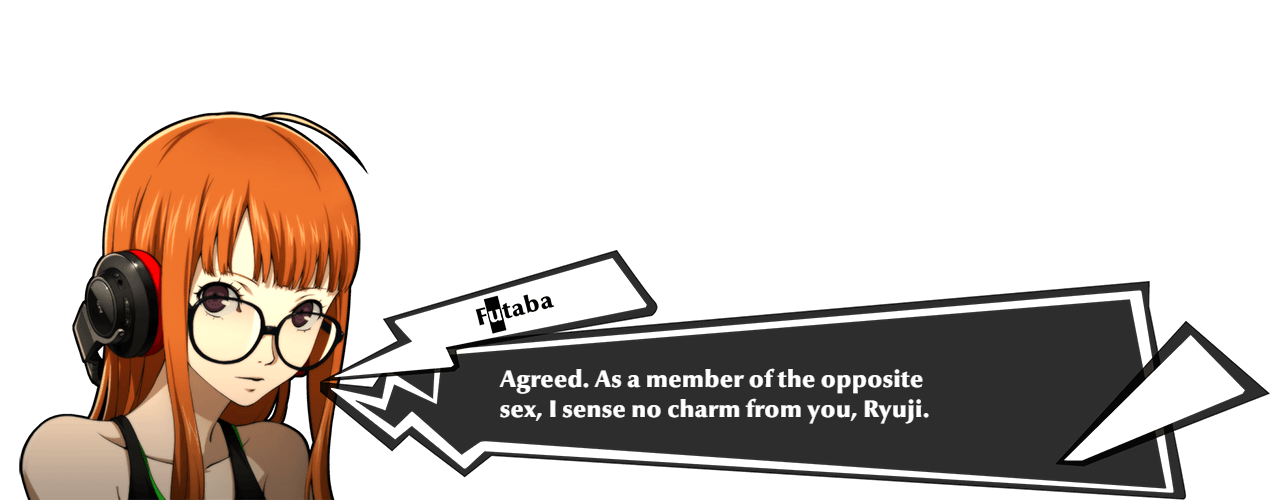 Futaba
Agreed. As a member of the opposite
sex, I sense no charm from you, Ryuji.